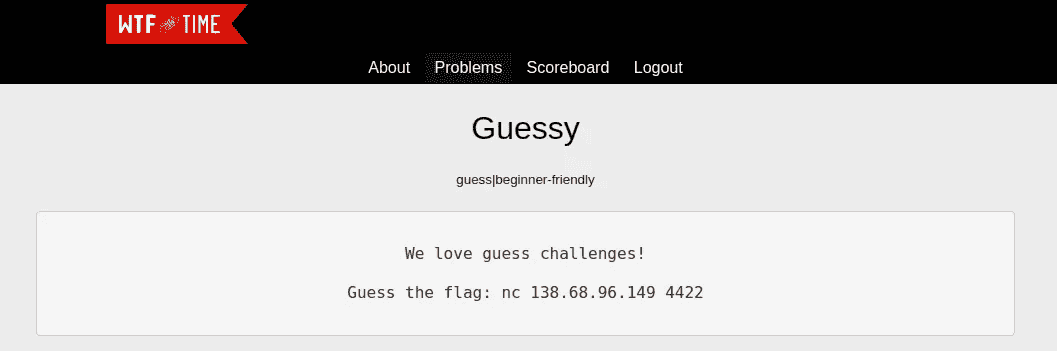 WTF TIME
About Problems Scoreboard Logout
Guessy
guess|beginner-friendly
We love guess challenges!
Guess the flag: nc 138.68.96.149 4422